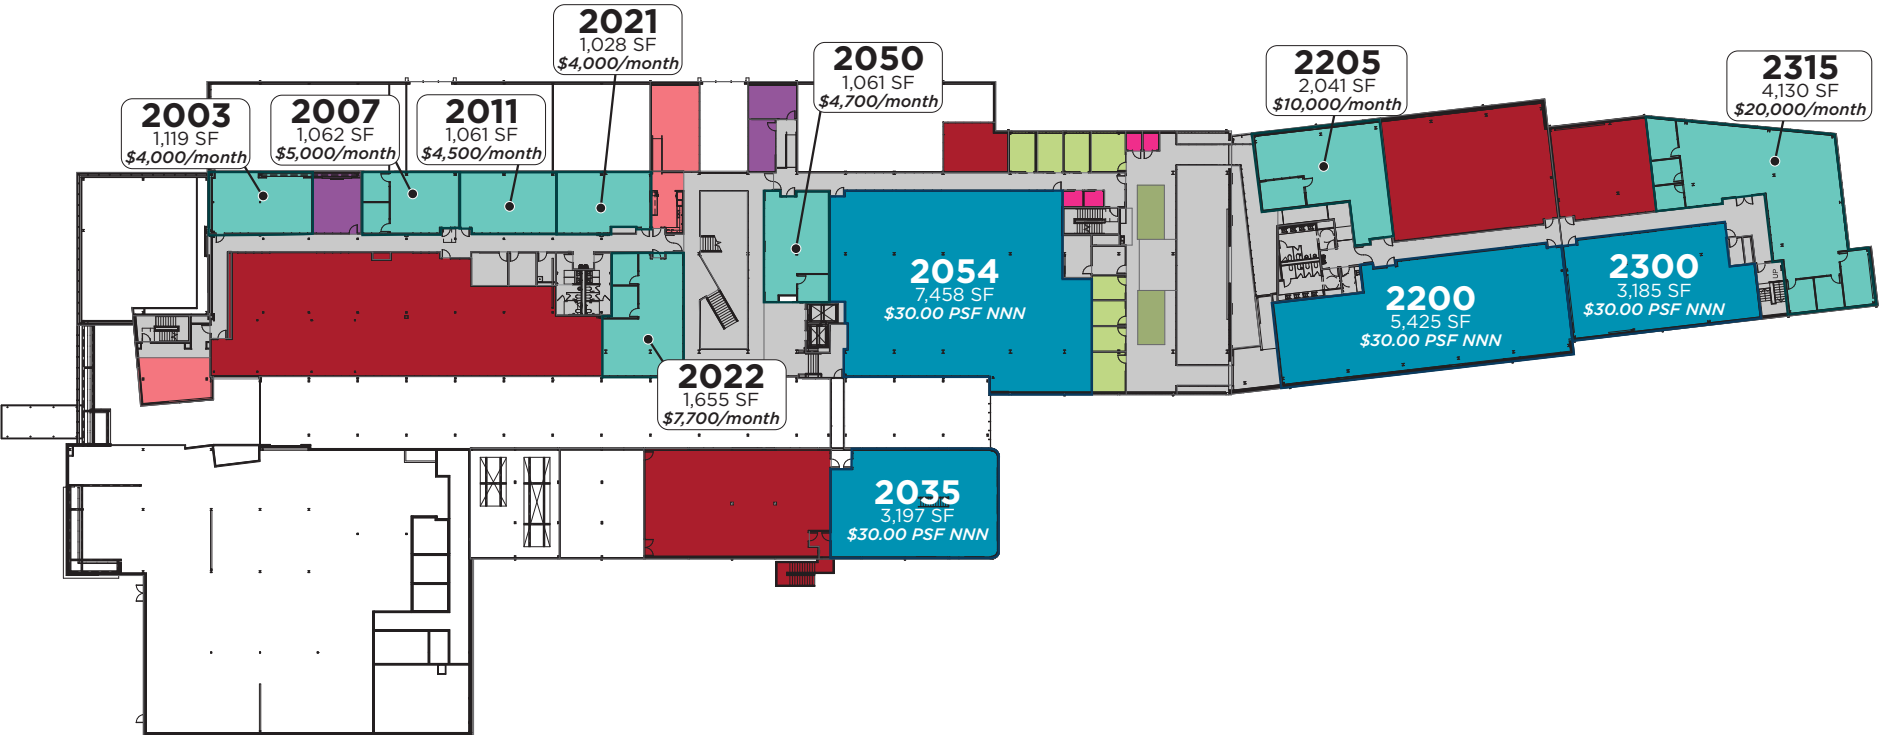 2021
1,028 SF
$4,000/month
2050
1,061 SF
$4,700/month
2205
2,041 SF
$10,000/month
2315
4,130 SF
$20,000/month
2003
1,119 SF
$4,000/month
2007
1,062 SF
$5,000/month
2011
1,061 SF
$4,500/month
2054
7,458 SF
$30.00 PSF NNN
2200
5,425 SF
$30.00 PSF NNN
2300
3,185 SF
$30.00 PSF NNN
UP
2022
1,655 SF
$7,700/month
2035
3,197 SF
$30.00 PSF NNN